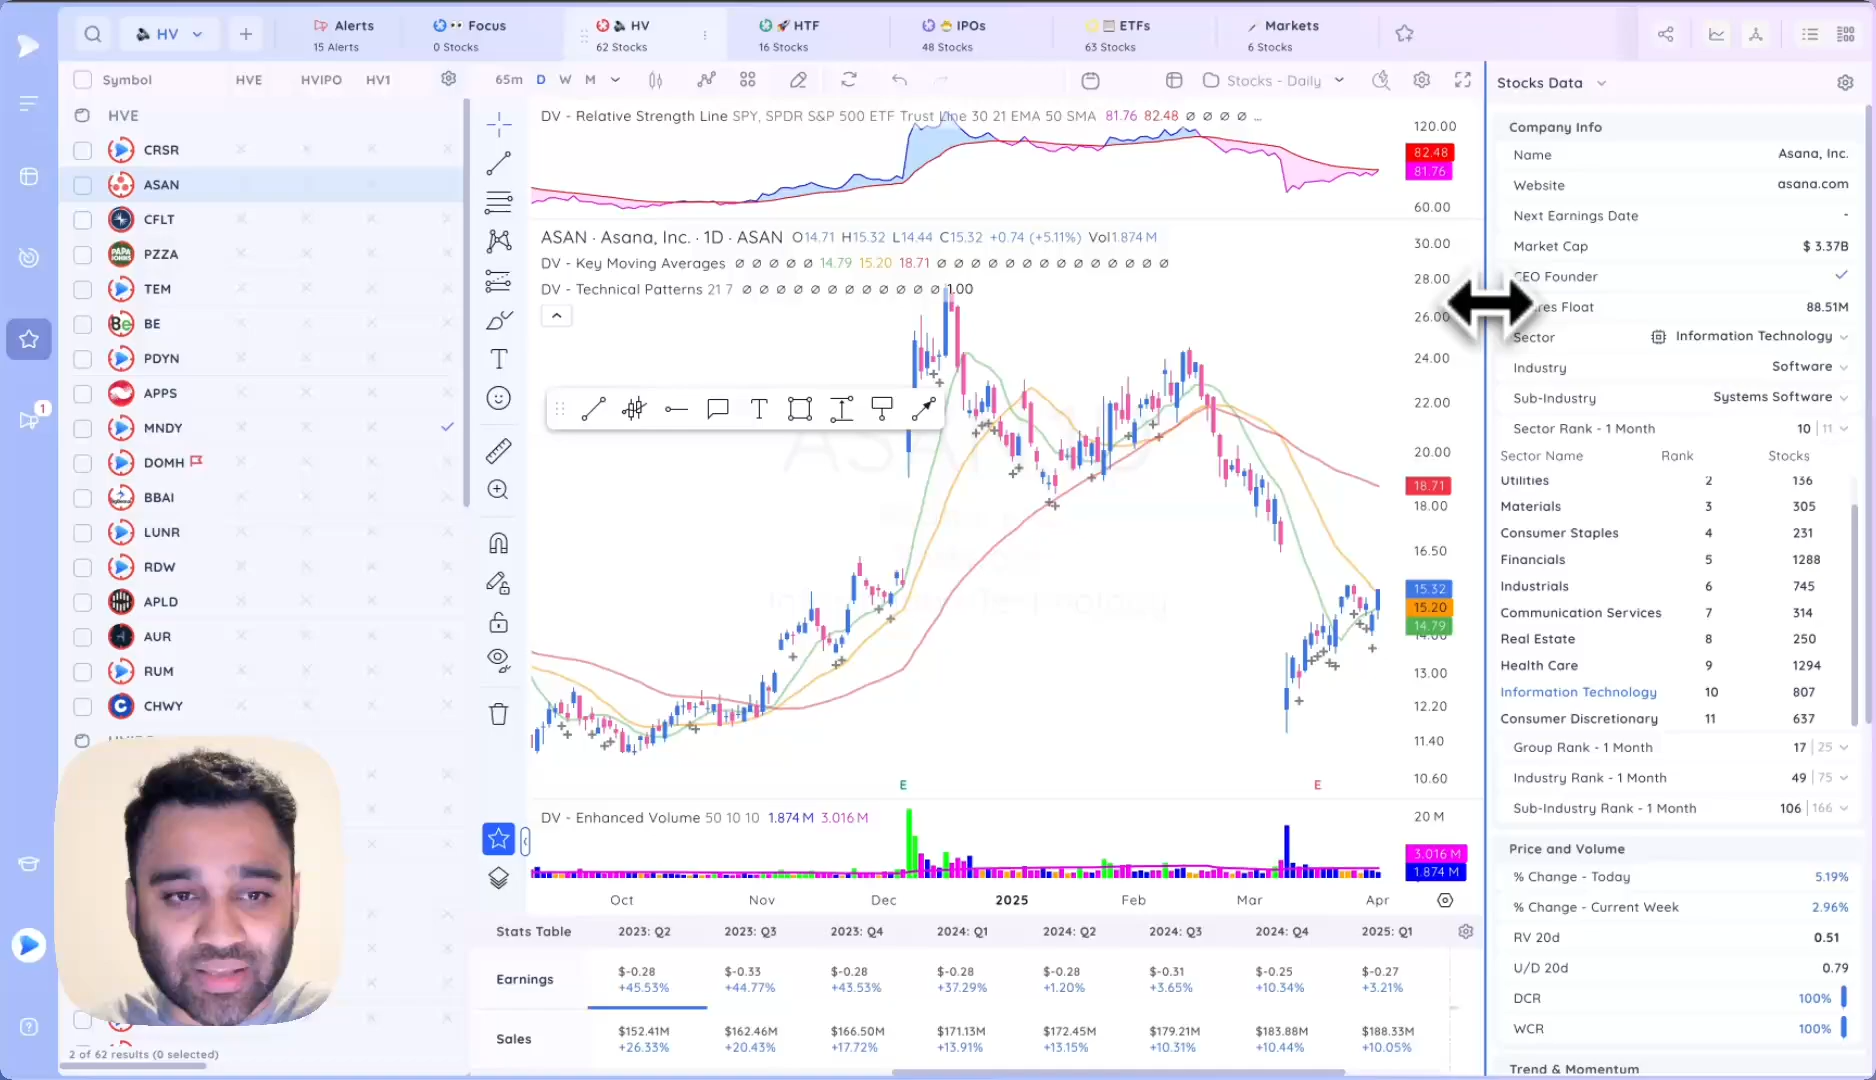 HV
Alerts
15 Alerts
Focus
0 Stocks
HV
62 Stocks
HTF
16 Stocks
IPOs
48 Stocks
ETFs
63 Stocks
Markets
6 Stocks
Symbol HVE HVIPO HV1
65m D W M
Stocks - Daily
Stocks Data
HVE
CRSR
ASAN
CFLT
PZZA
TEM
BE
PDYN
APPS
MNDY
DOMH
BBAI
LUNR
RDW
APLD
AUR
RUM
CHWY
2 of 62 results (0 selected)
1
DV - Relative Strength Line SPY, SPDR S&P 500 ETF Trust Line 30 21 EMA 50 SMA 81.76 82.48 ∅ ∅ ∅ ∅ ...
120.00
82.48
81.76
60.00
ASAN · Asana, Inc. · 1D · ASAN O14.71 H15.32 L14.44 C15.32 +0.74 (+5.11%) Vol1.874 M
DV - Key Moving Averages ∅ ∅ ∅ ∅ ∅ 14.79 15.20 18.71 ∅ ∅ ∅ ∅ ∅ ∅ ∅ ∅ ∅ ∅ ∅ ∅ ∅ ∅
DV - Technical Patterns 21 7 ∅ ∅ ∅ ∅ ∅ ∅ ∅ ∅ ∅ ∅ ∅ ∅ 1.00
30.00
28.00
26.00
24.00
22.00
20.00
18.71
18.00
16.50
15.32
15.20
14.79
14.00
13.00
12.20
11.40
10.60
E E
DV - Enhanced Volume 50 10 10 1.874 M 3.016 M
20 M
3.016 M
1.874 M
Oct Nov Dec 2025 Feb Mar Apr
Stats Table 2023: Q2 2023: Q3 2023: Q4 2024: Q1 2024: Q2 2024: Q3 2024: Q4 2025: Q1
Earnings
$-0.28 $-0.33 $-0.28 $-0.28 $-0.28 $-0.31 $-0.25 $-0.27
+45.53% +44.77% +43.53% +37.29% +1.20% +3.65% +10.34% +3.21%
Sales
$152.41M $162.46M $166.50M $171.13M $172.45M $179.21M $183.88M $188.33M
+26.33% +20.43% +17.72% +13.91% +13.15% +10.31% +10.44% +10.05%
Company Info
Name Asana, Inc.
Website asana.com
Next Earnings Date -
Market Cap $ 3.37B
CEO Founder
Float 88.51M
Sector Information Technology
Industry Software
Sub-Industry Systems Software
Sector Rank - 1 Month 10 | 11
Sector Name Rank Stocks
Utilities 2 136
Materials 3 305
Consumer Staples 4 231
Financials 5 1288
Industrials 6 745
Communication Services 7 314
Real Estate 8 250
Health Care 9 1294
Information Technology 10 807
Consumer Discretionary 11 637
Group Rank - 1 Month 17 | 25
Industry Rank - 1 Month 49 | 75
Sub-Industry Rank - 1 Month 106 | 166
Price and Volume
% Change - Today 5.19%
% Change - Current Week 2.96%
RV 20d 0.51
U/D 20d 0.79
DCR 100%
WCR 100%
Trend & Momentum